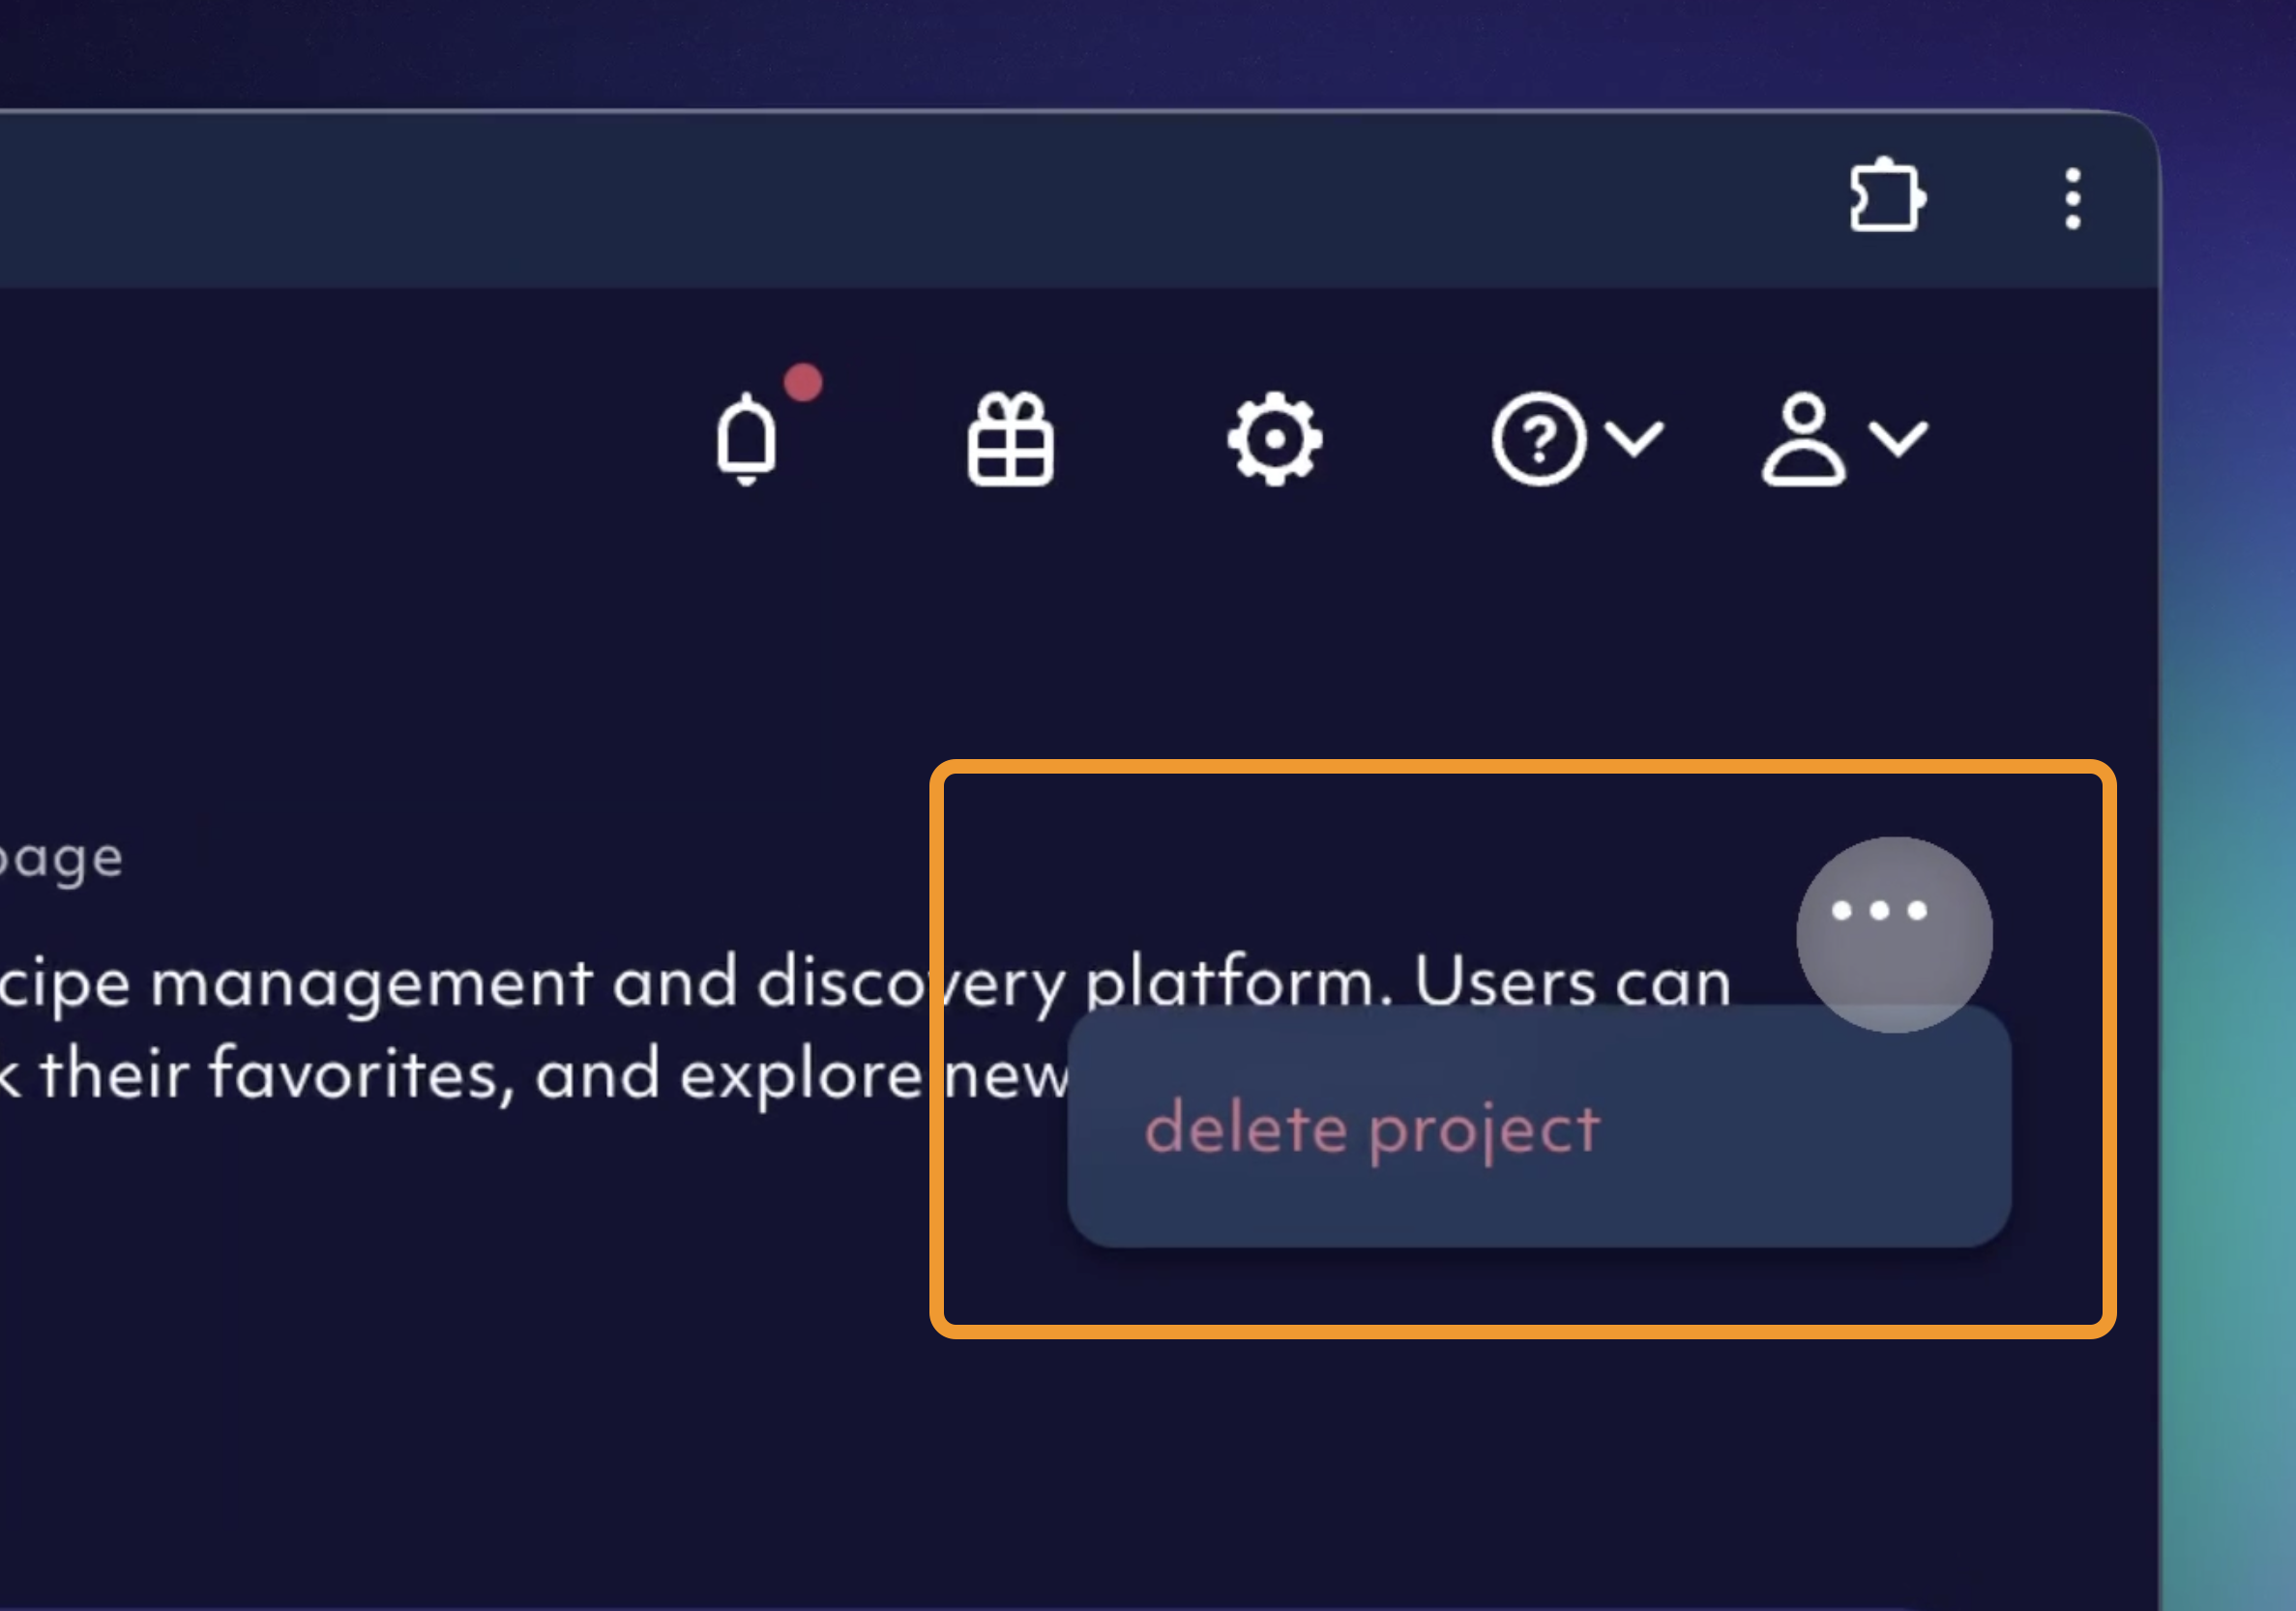 page
cipe management and discovery platform. Users can
k their favorites, and explore new
delete project